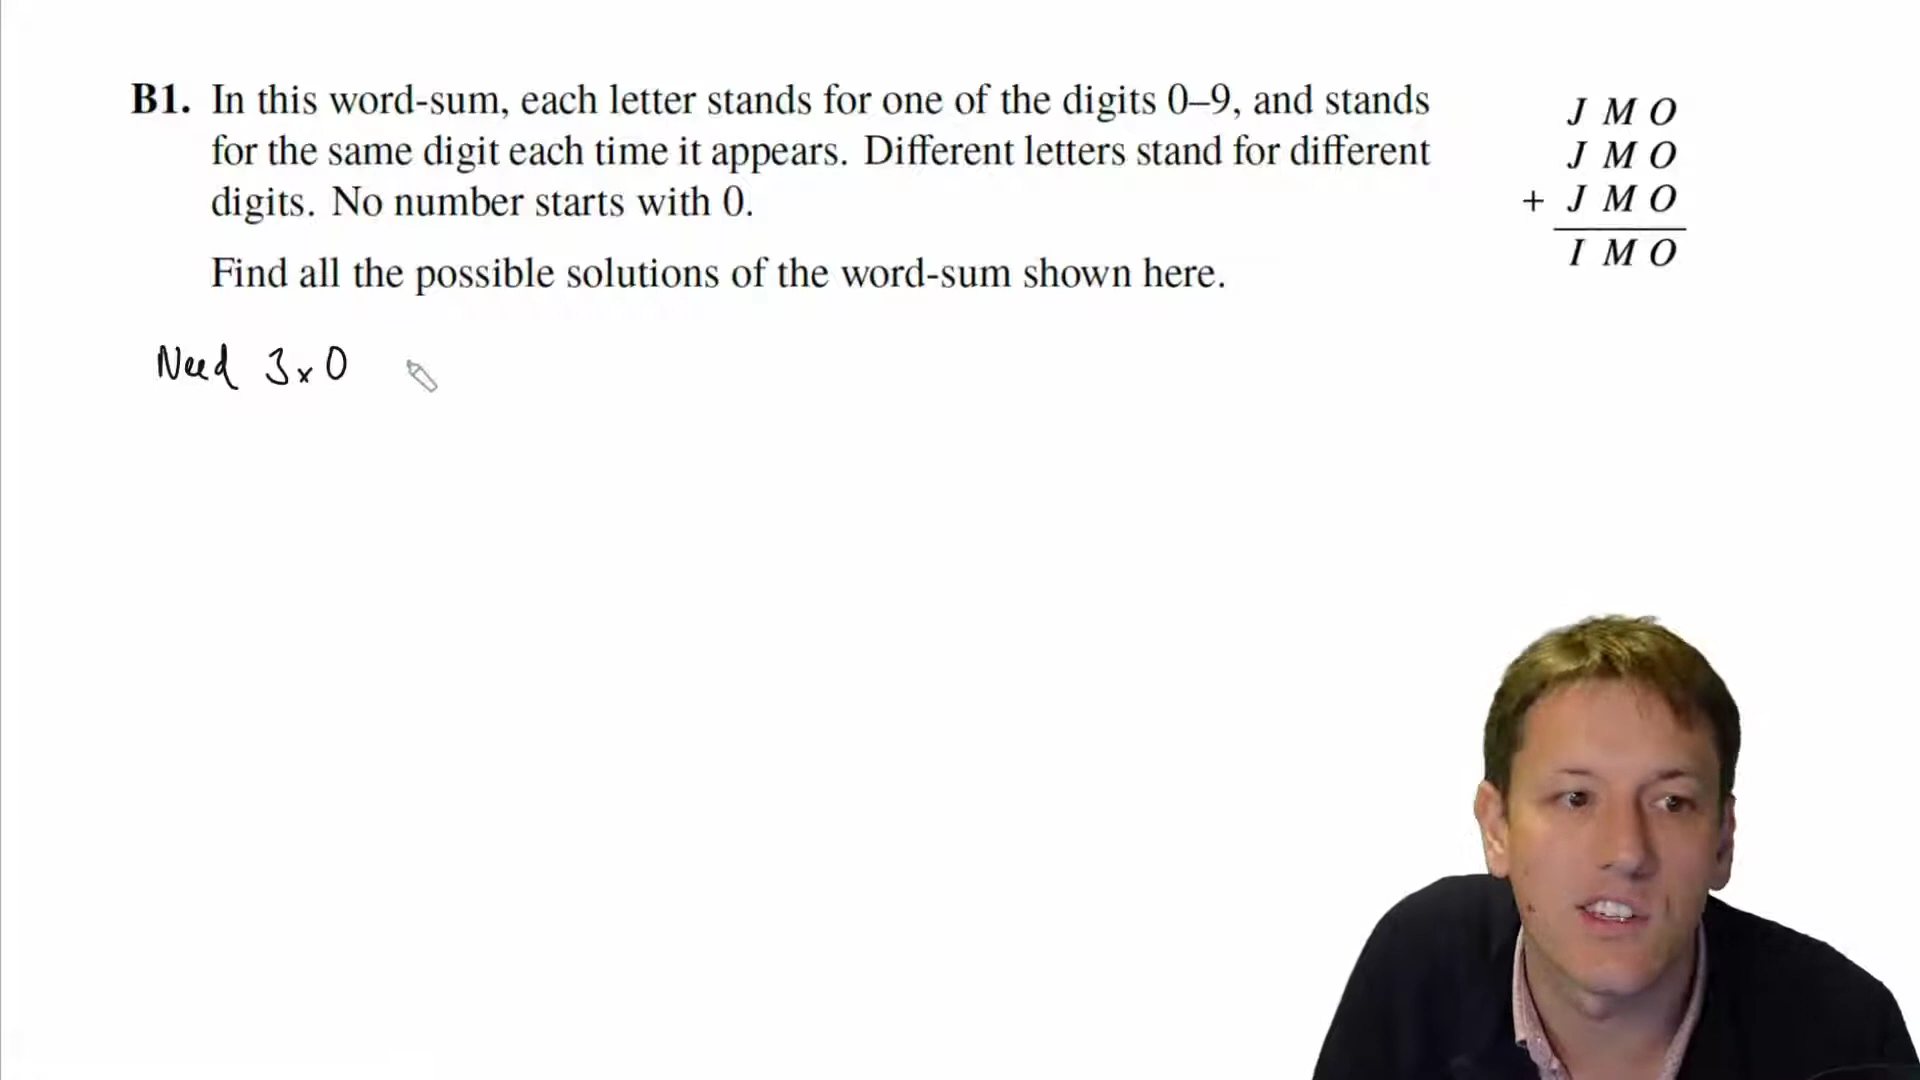 B1. In this word-sum, each letter stands for one of the digits 0–9, and stands
for the same digit each time it appears. Different letters stand for different
digits. No number starts with 0.
Find all the possible solutions of the word-sum shown here.
J M O
J M O
+ J M O
I M O
Need 3×O